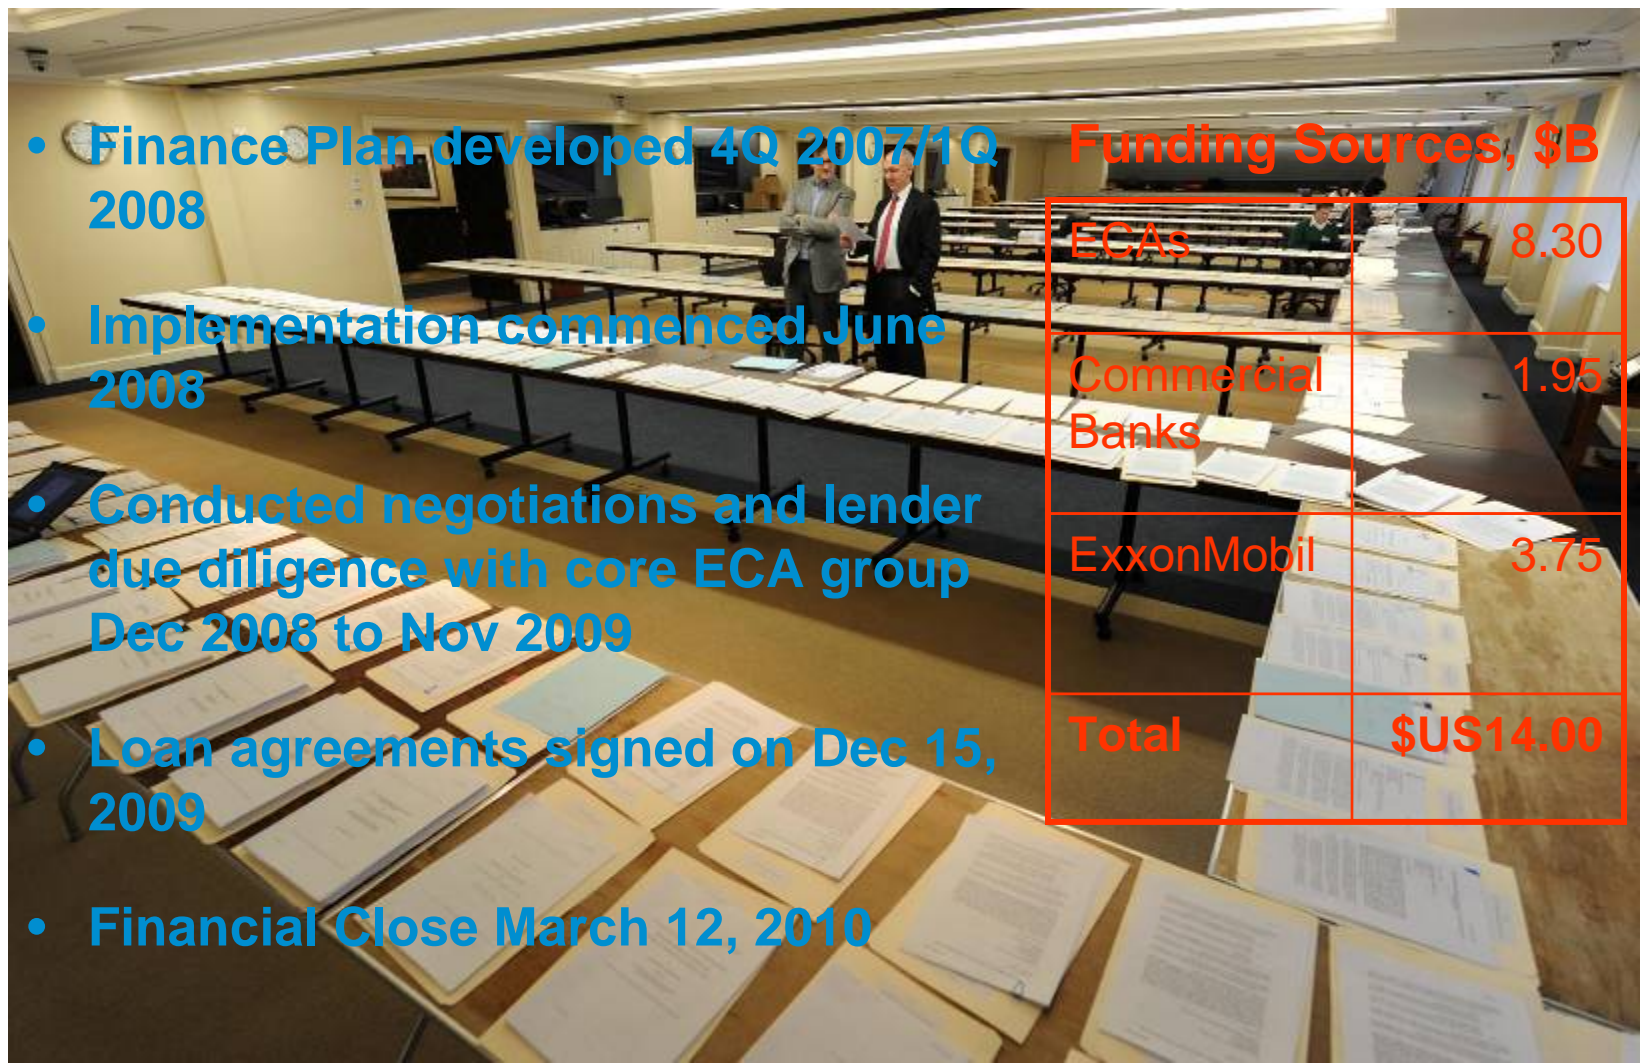 • Finance Plan developed 4Q 2007/1Q
2008
• Implementation commenced June
2008
• Conducted negotiations and lender
due diligence with core ECA group
Dec 2008 to Nov 2009
• Loan agreements signed on Dec 15,
2009
• Financial Close March 12, 2010
Funding Sources, $B
ECAs 8.30
Commercial 1.95
Banks
ExxonMobil 3.75
Total $US14.00